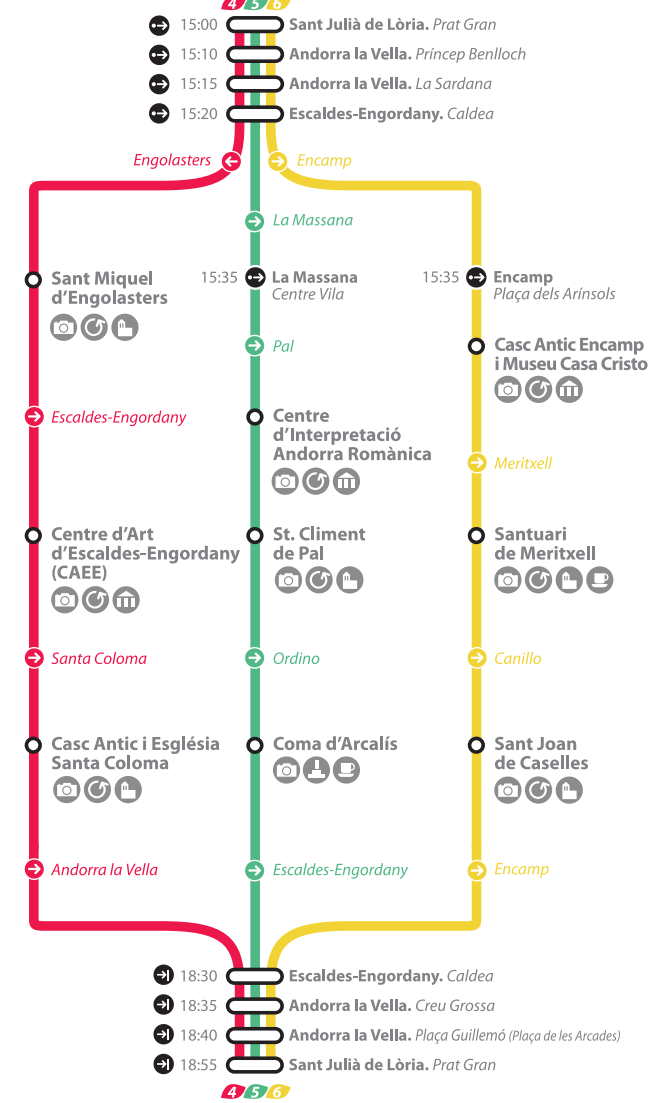 4 5 6
15:00 Sant Julià de Lòria. Prat Gran
15:10 Andorra la Vella. Príncep Benlloch
15:15 Andorra la Vella. La Sardana
15:20 Escaldes-Engordany. Caldea
Engolasters
Encamp
La Massana
Sant Miquel
d'Engolasters
15:35 La Massana
Centre Vila
15:35 Encamp
Plaça dels Arínsols
Pal
Casc Antic Encamp
i Museu Casa Cristo
Escaldes-Engordany
Centre
d'Interpretació
Andorra Romànica
Meritxell
Centre d'Art
d'Escaldes-Engordany
(CAEE)
St. Climent
de Pal
Santuari
de Meritxell
Santa Coloma
Ordino
Canillo
Casc Antic i Església
Santa Coloma
Coma d'Arcalís
Sant Joan
de Caselles
Andorra la Vella
Escaldes-Engordany
Encamp
18:30 Escaldes-Engordany. Caldea
18:35 Andorra la Vella. Creu Grossa
18:40 Andorra la Vella. Plaça Guillemó (Plaça de les Arcades)
18:55 Sant Julià de Lòria. Prat Gran
4 5 6